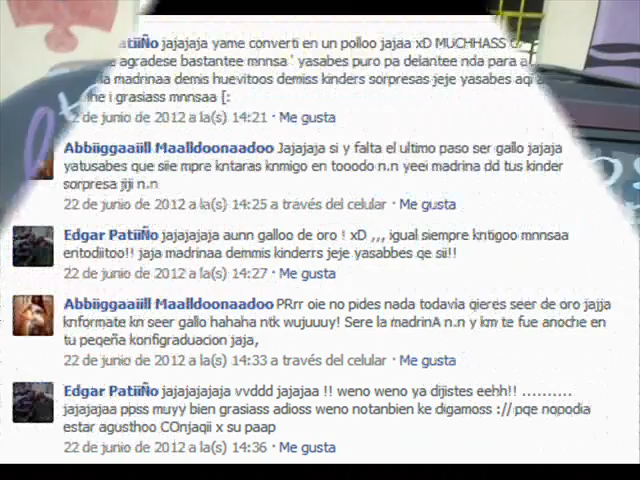 atiiÑo jajajaja yame converti en un polloo jajaa xD MUCHHASS
agradese bastantee mnnsa ' yasabes puro pa delantee nda para a
la madrinaa demis huevitoos demiss kinders sorpresas jeje yasabes aqi
i grasiass mnnsaa [:
22 de junio de 2012 a la(s) 14:21 · Me gusta
Abbiiggaaiill Maalldoonaadoo Jajajaja si y falta el ultimo paso ser gallo jajaja
yatusabes que siie mpre kntaras knmigo en tooodo n.n yeei madrina dd tus kinder
sorpresa jiji n.n
22 de junio de 2012 a la(s) 14:25 a través del celular · Me gusta
Edgar PatiiÑo jajajajaja aunn galloo de oro ! xD ,,, igual siempre kntigoo mnnsaa
entodiitoo!! jaja madrinaa demmis kinderrs jeje yasabbes qe sii!!
22 de junio de 2012 a la(s) 14:27 · Me gusta
Abbiiggaaiill Maalldoonaadoo PRrr oie no pides nada todavia qieres seer de oro jajja
knformate kn seer gallo hahaha ntk wujuuuy! Sere la madrinA n.n y km te fue anoche en
tu peqeña konfigraduacion jaja,
22 de junio de 2012 a la(s) 14:33 a través del celular · Me gusta
Edgar PatiiÑo jajajajajaja vvddd jajajaa !! weno weno ya dijistes eehh!! ..........
jajajajaa ppss muyy bien grasiass adioss weno notanbien ke digamoss :// pqe nopodia
estar agusthoo COnjaqii x su paap
22 de junio de 2012 a la(s) 14:36 · Me gusta